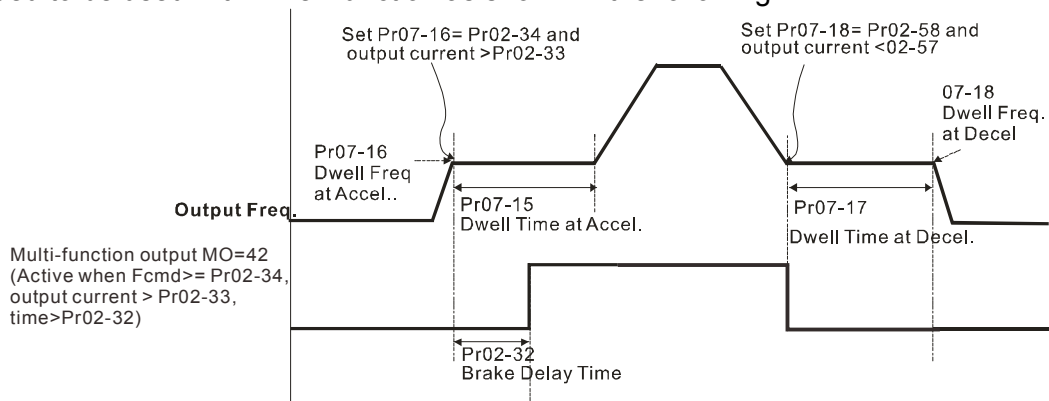 Set Pr07-16= Pr02-34 and
output current >Pr02-33
Set Pr07-18= Pr02-58 and
output current <02-57
07-18
Dwell Freq.
at Decel
Pr07-16
Dwell Freq
at Accel..
Output Freq.
Pr07-15
Dwell Time at Accel.
Pr07-17
Dwell Time at Decel.
Multi-function output MO=42
(Active when Fcmd>= Pr02-34,
output current > Pr02-33,
time>Pr02-32)
Pr02-32
Brake Delay Time